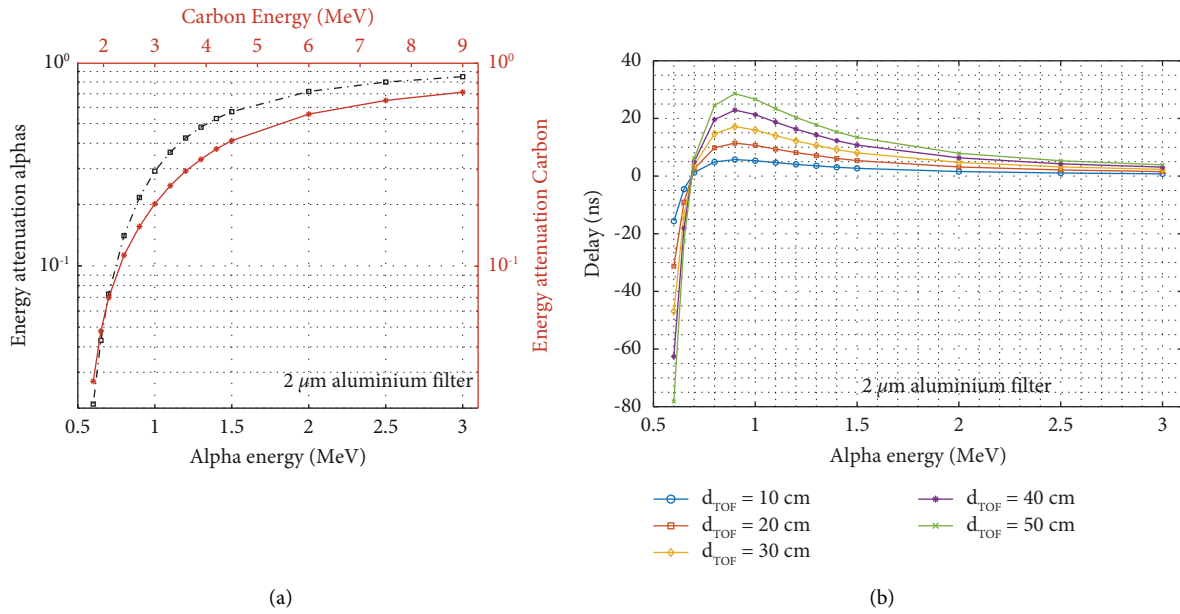 Carbon Energy (MeV)
2 3 4 5 6 7 8 9
10^0
10^-1
Energy attenuation alphas
10^0
10^-1
Energy attenuation Carbon
2 μm aluminium filter
0.5 1 1.5 2 2.5 3
Alpha energy (MeV)
(a)
40
20
0
-20
-40
-60
-80
Delay (ns)
2 μm aluminium filter
0.5 1 1.5 2 2.5 3
Alpha energy (MeV)
d_TOF = 10 cm
d_TOF = 20 cm
d_TOF = 30 cm
d_TOF = 40 cm
d_TOF = 50 cm
(b)